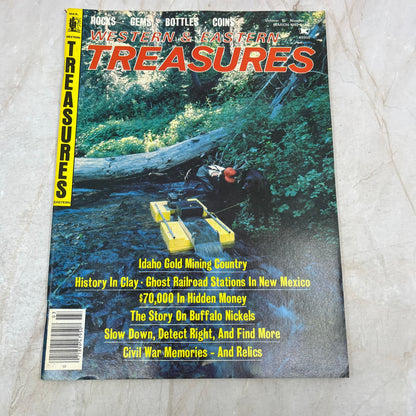 ROCKS GEMS BOTTLES COINS
WESTERN & EASTERN
TREASURES
TREASURES
EASTERN
Idaho Gold Mining Country
History In Clay • Ghost Railroad Stations In New Mexico
$70,000 In Hidden Money
The Story On Buffalo Nickels
Slow Down, Detect Right, And Find More
Civil War Memories - And Relics